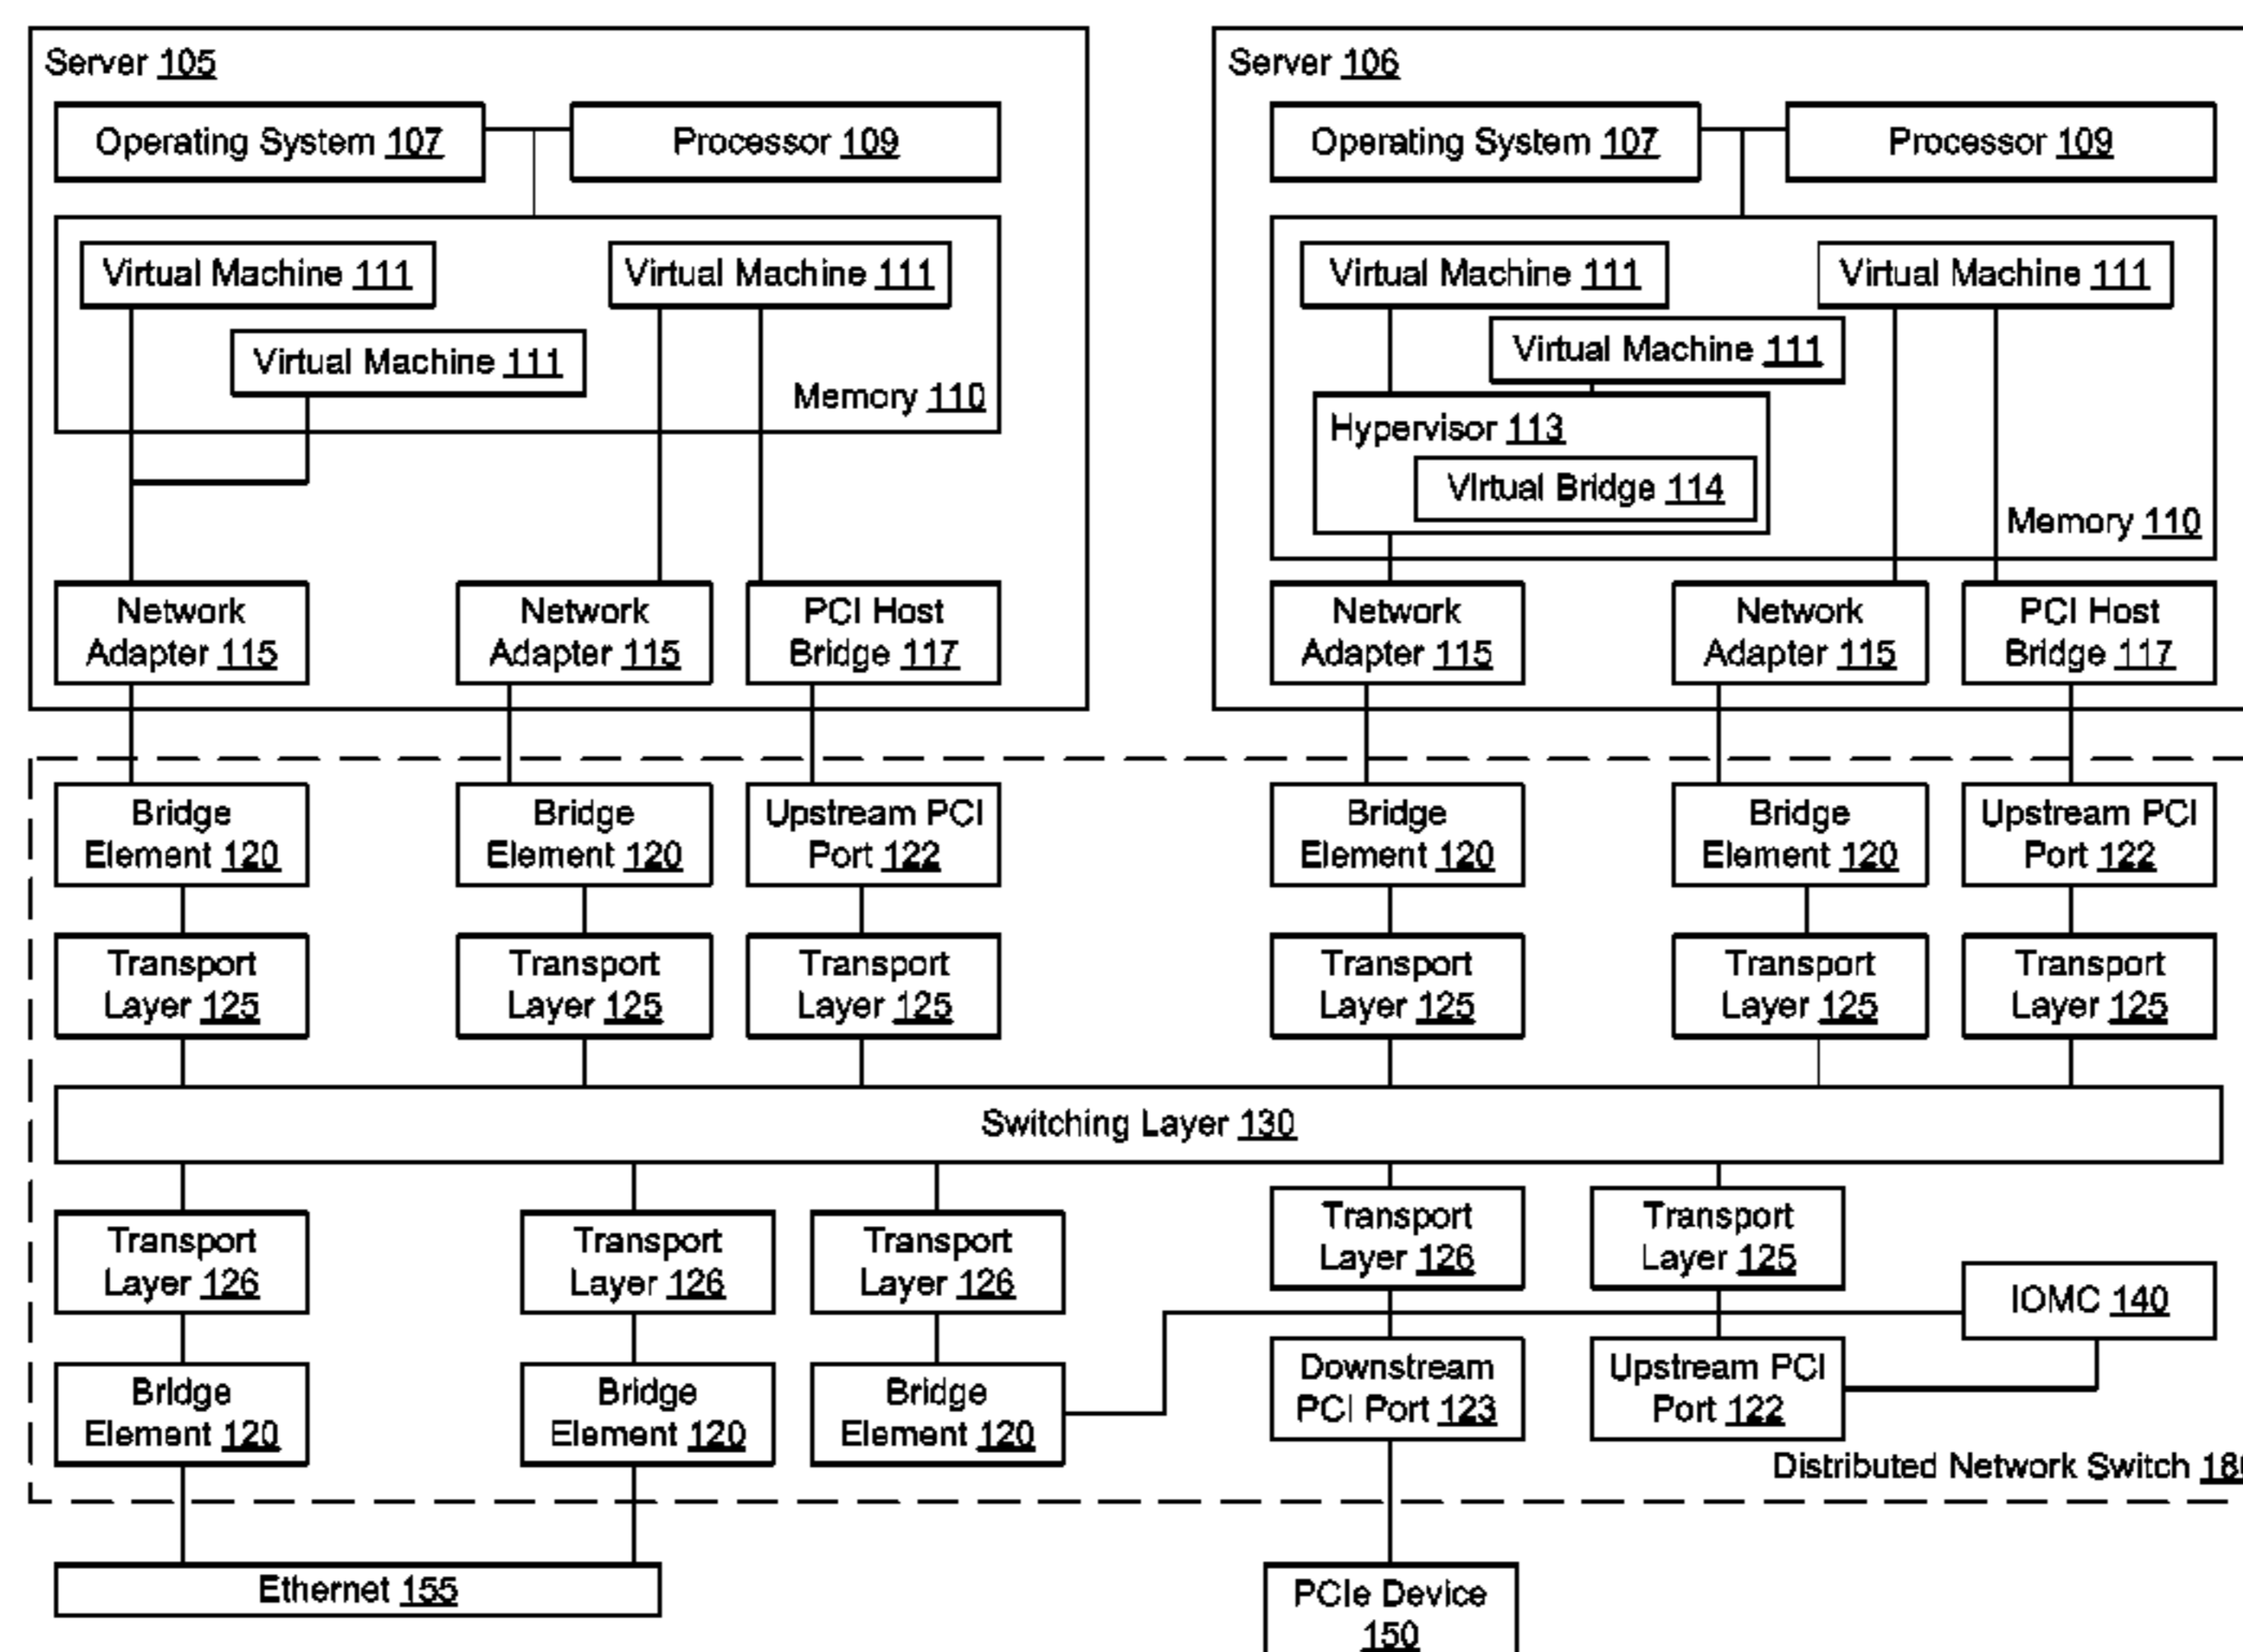 Server 105
Operating System 107
Processor 109
Virtual Machine 111
Virtual Machine 111
Virtual Machine 111
Memory 110
Network
Adapter 115
Network
Adapter 115
PCI Host
Bridge 117
Server 106
Operating System 107
Processor 109
Virtual Machine 111
Virtual Machine 111
Virtual Machine 111
Hypervisor 113
Virtual Bridge 114
Memory 110
Network
Adapter 115
Network
Adapter 115
PCI Host
Bridge 117
Bridge
Element 120
Bridge
Element 120
Upstream PCI
Port 122
Bridge
Element 120
Bridge
Element 120
Upstream PCI
Port 122
Transport
Layer 125
Transport
Layer 125
Transport
Layer 125
Transport
Layer 125
Transport
Layer 125
Transport
Layer 125
Switching Layer 130
Transport
Layer 126
Transport
Layer 126
Transport
Layer 126
Transport
Layer 126
Transport
Layer 125
IOMC 140
Bridge
Element 120
Bridge
Element 120
Bridge
Element 120
Downstream
PCI Port 123
Upstream PCI
Port 122
Distributed Network Switch
Ethernet 155
PCIe Device
150